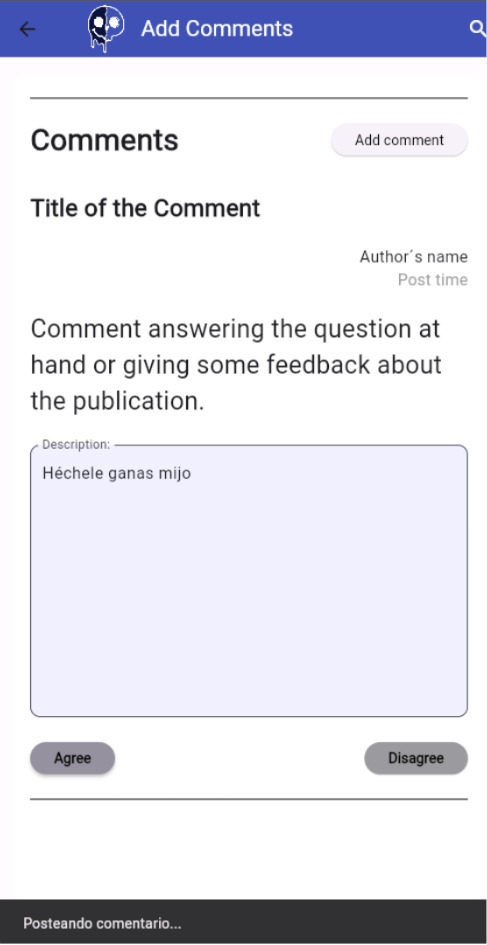 Add Comments
Comments
Add comment
Title of the Comment
Author´s name
Post time
Comment answering the question at
hand or giving some feedback about
the publication.
Description:
Héchele ganas mijo
Agree
Disagree
Posteando comentario...